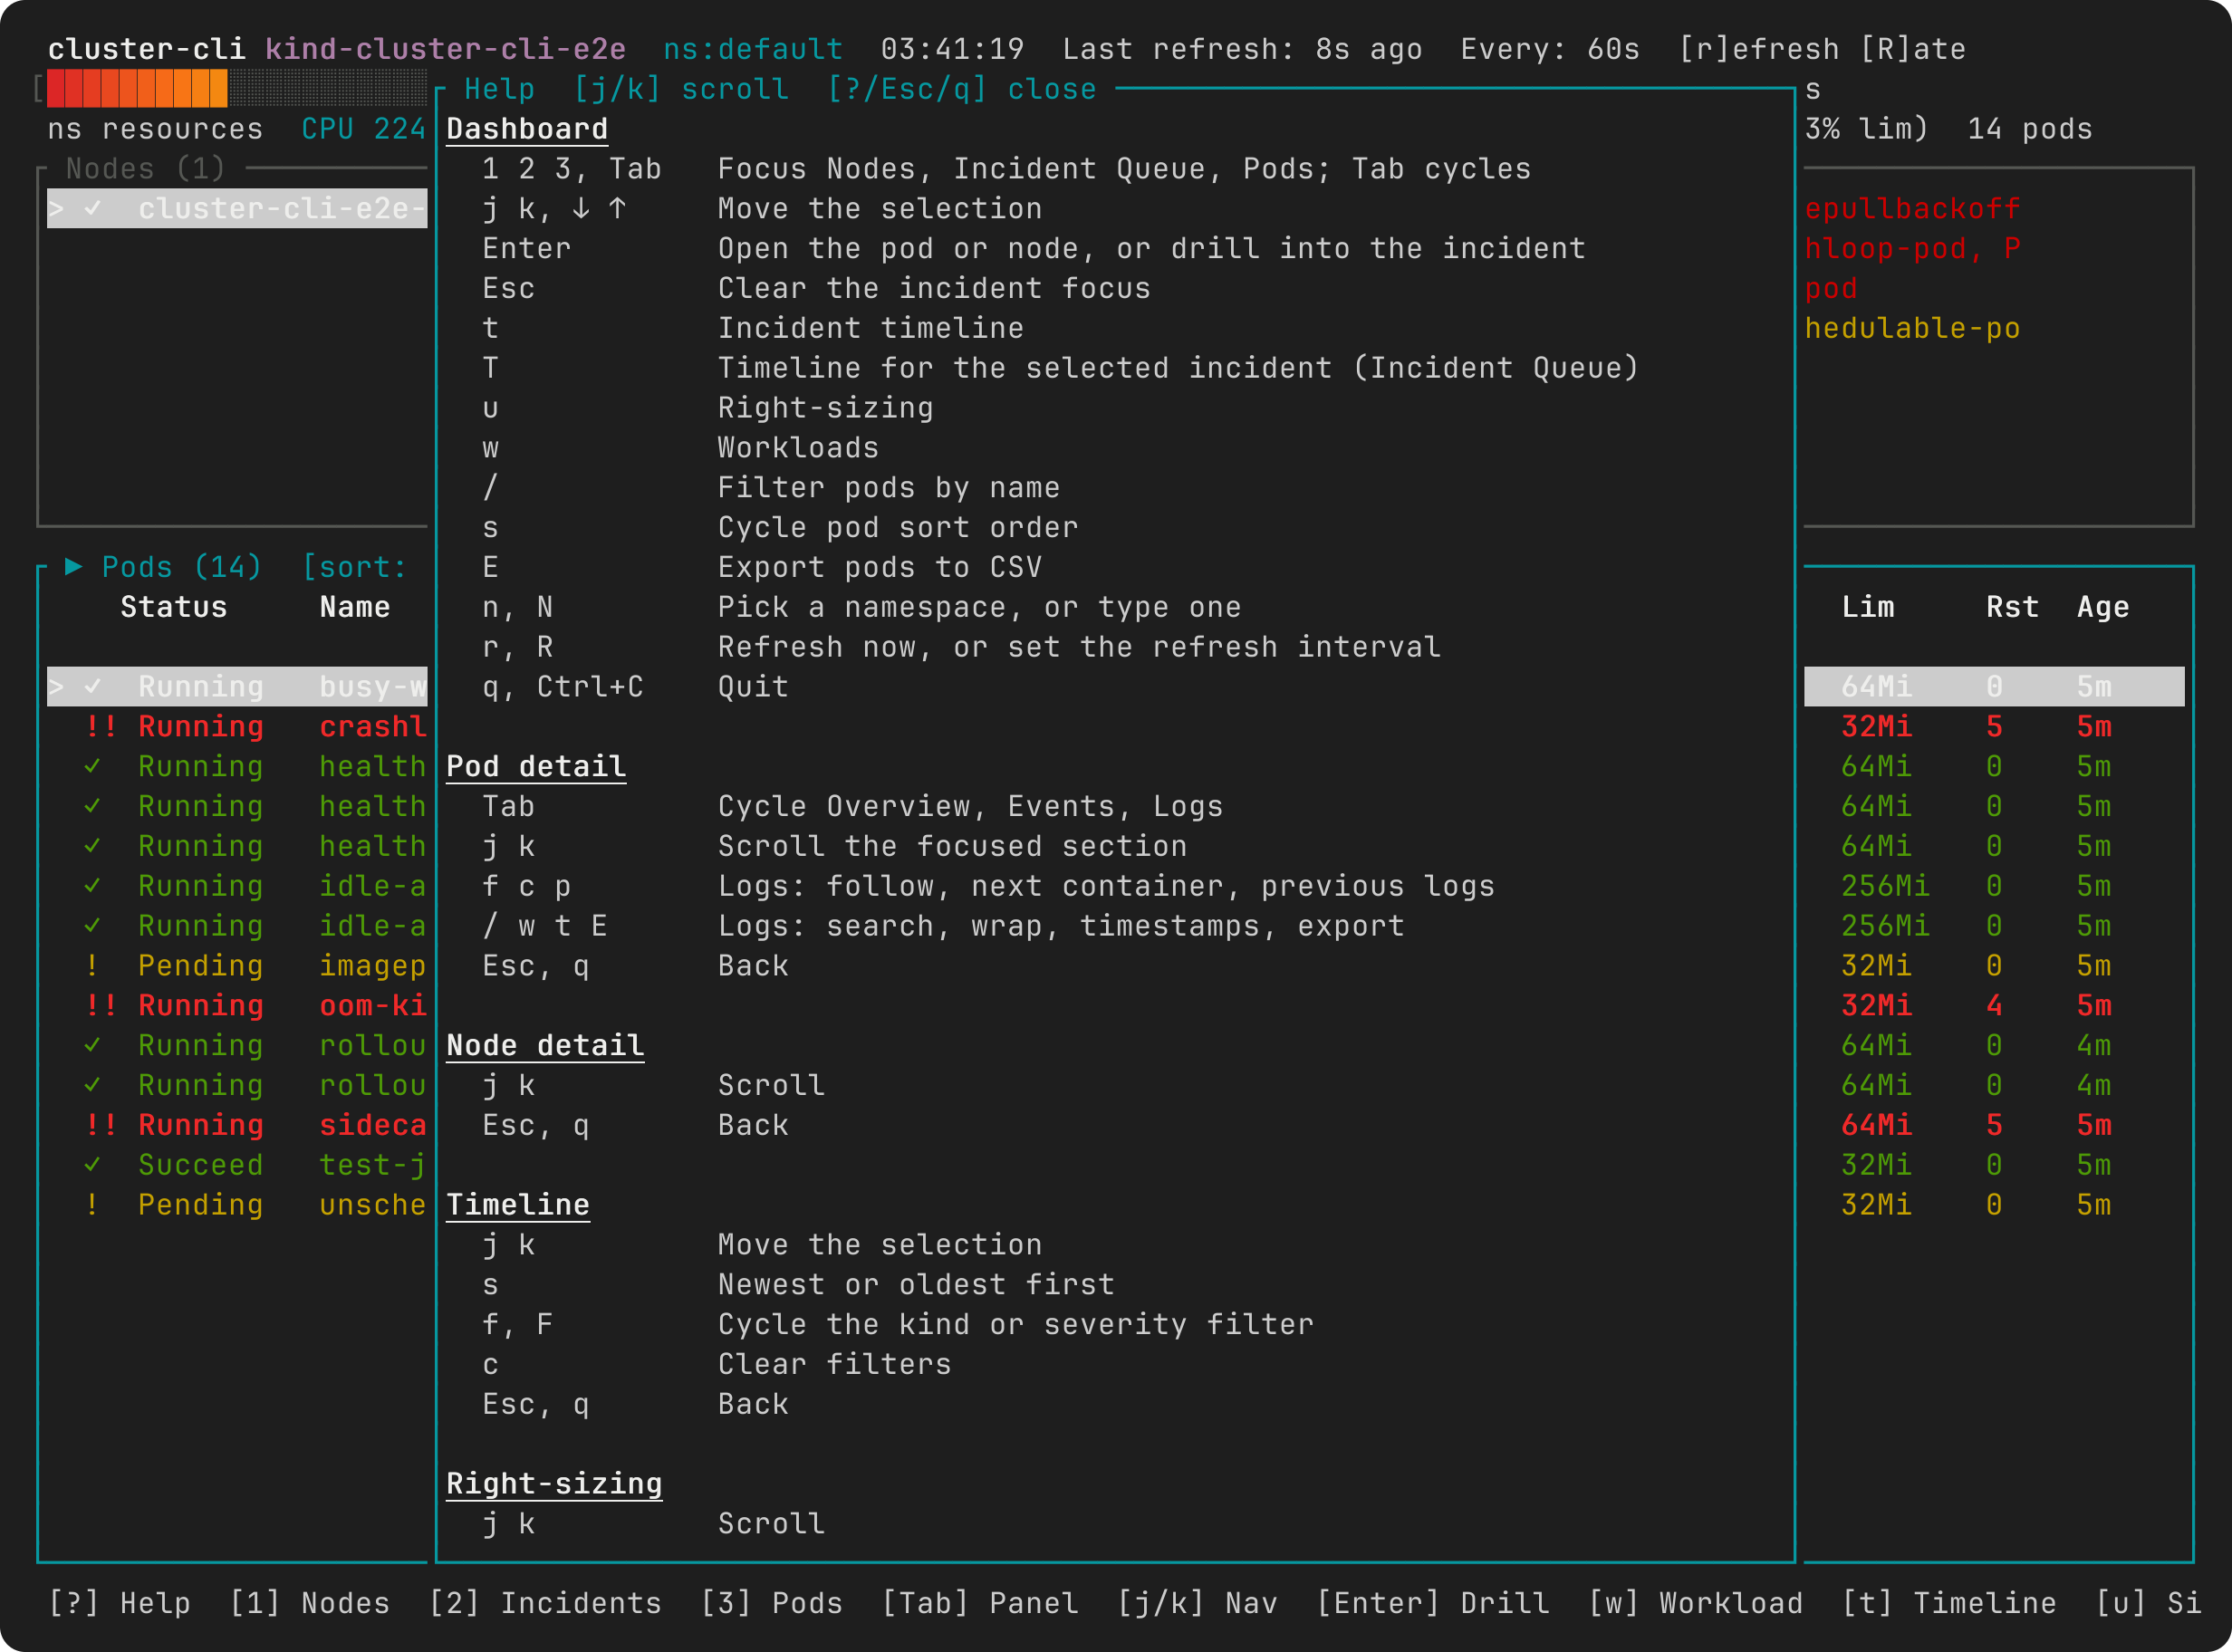 cluster-cli kind-cluster-cli-e2e  ns:default  03:41:19  Last refresh: 8s ago  Every: 60s  [r]efresh [R]ate
[ Help  [j/k] scroll  [?/Esc/q] close s
ns resources  CPU 224 Dashboard 3% lim)  14 pods
Nodes (1) 1 2 3, Tab   Focus Nodes, Incident Queue, Pods; Tab cycles
> ✓  cluster-cli-e2e- j k, ↓ ↑     Move the selection epullbackoff
Enter        Open the pod or node, or drill into the incident hloop-pod, P
Esc          Clear the incident focus pod
t            Incident timeline hedulable-po
T            Timeline for the selected incident (Incident Queue)
u            Right-sizing
w            Workloads
/            Filter pods by name
s            Cycle pod sort order
▶ Pods (14)  [sort: E            Export pods to CSV
Status     Name n, N         Pick a namespace, or type one Lim     Rst  Age
r, R         Refresh now, or set the refresh interval
> ✓  Running   busy-w q, Ctrl+C    Quit 64Mi    0    5m
!! Running   crashl 32Mi    5    5m
✓  Running   health Pod detail 64Mi    0    5m
✓  Running   health Tab          Cycle Overview, Events, Logs 64Mi    0    5m
✓  Running   health j k          Scroll the focused section 64Mi    0    5m
✓  Running   idle-a f c p        Logs: follow, next container, previous logs 256Mi   0    5m
✓  Running   idle-a / w t E      Logs: search, wrap, timestamps, export 256Mi   0    5m
!  Pending   imagep Esc, q       Back 32Mi    0    5m
!! Running   oom-ki 32Mi    4    5m
✓  Running   rollou Node detail 64Mi    0    4m
✓  Running   rollou j k          Scroll 64Mi    0    4m
!! Running   sideca Esc, q       Back 64Mi    5    5m
✓  Succeed   test-j 32Mi    0    5m
!  Pending   unsche Timeline 32Mi    0    5m
j k          Move the selection
s            Newest or oldest first
f, F         Cycle the kind or severity filter
c            Clear filters
Esc, q       Back
Right-sizing
j k          Scroll
[?] Help  [1] Nodes  [2] Incidents  [3] Pods  [Tab] Panel  [j/k] Nav  [Enter] Drill  [w] Workload  [t] Timeline  [u] Si